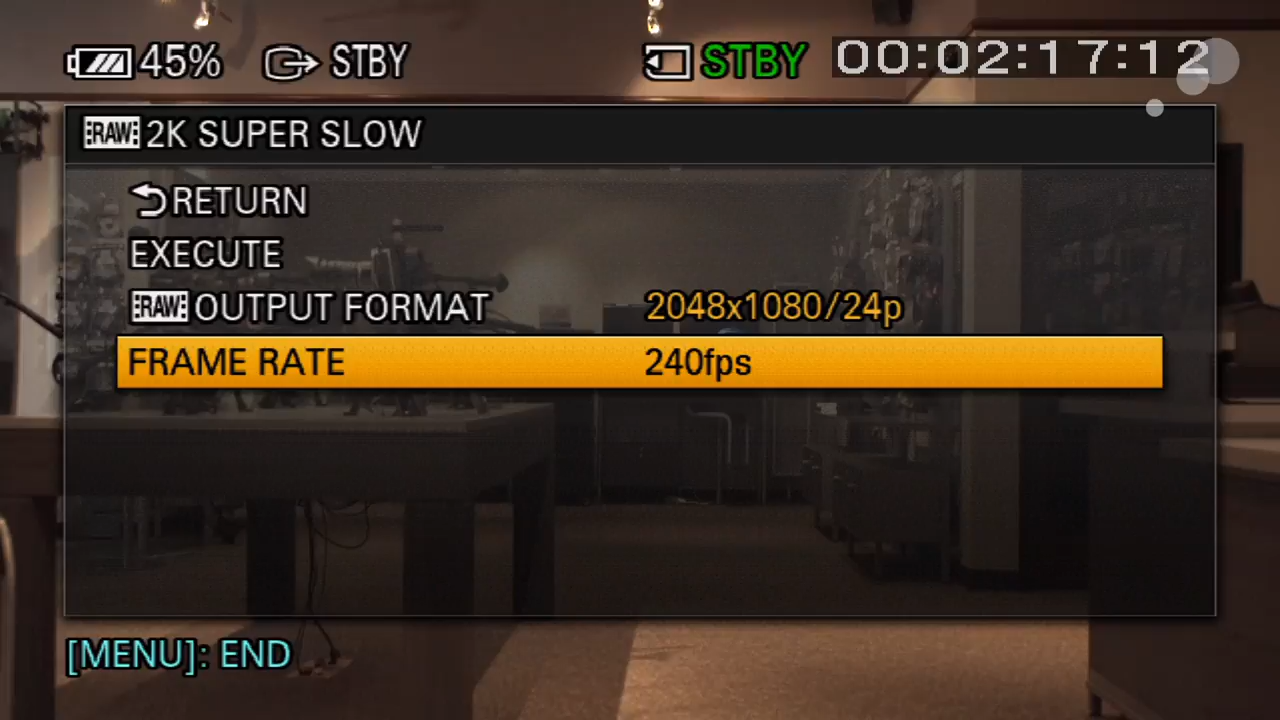 45% STBY STBY 00:02:17:12
RAW 2K SUPER SLOW
RETURN
EXECUTE
RAW OUTPUT FORMAT 2048x1080/24p
FRAME RATE 240fps
[MENU]: END